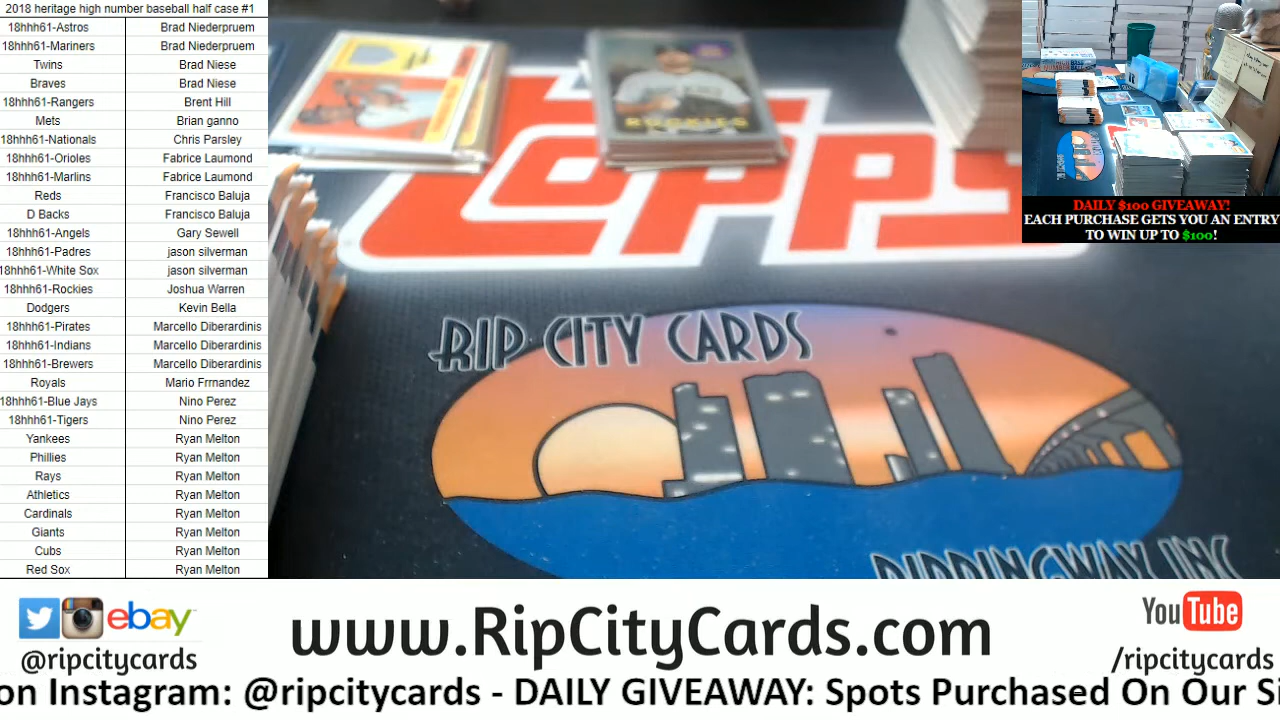 2018 heritage high number baseball half case #1
18hhh61-Astros Brad Niederpruem
18hhh61-Mariners Brad Niederpruem
Twins Brad Niese
Braves Brad Niese
18hhh61-Rangers Brent Hill
Mets Brian ganno
18hhh61-Nationals Chris Parsley
18hhh61-Orioles Fabrice Laumond
18hhh61-Marlins Fabrice Laumond
Reds Francisco Baluja
D Backs Francisco Baluja
18hhh61-Angels Gary Sewell
18hhh61-Padres jason silverman
18hhh61-White Sox jason silverman
18hhh61-Rockies Joshua Warren
Dodgers Kevin Bella
18hhh61-Pirates Marcello Diberardinis
18hhh61-Indians Marcello Diberardinis
18hhh61-Brewers Marcello Diberardinis
Royals Mario Frrnandez
18hhh61-Blue Jays Nino Perez
18hhh61-Tigers Nino Perez
Yankees Ryan Melton
Phillies Ryan Melton
Rays Ryan Melton
Athletics Ryan Melton
Cardinals Ryan Melton
Giants Ryan Melton
Cubs Ryan Melton
Red Sox Ryan Melton
ROOKIES
TOPPS
RIP CITY CARDS
RIPPINGWAY INC
DAILY $100 GIVEAWAY!
EACH PURCHASE GETS YOU AN ENTRY
TO WIN UP TO $100!
ebay
@ripcitycards
www.RipCityCards.com
YouTube
/ripcitycards
on Instagram: @ripcitycards - DAILY GIVEAWAY: Spots Purchased On Our Si